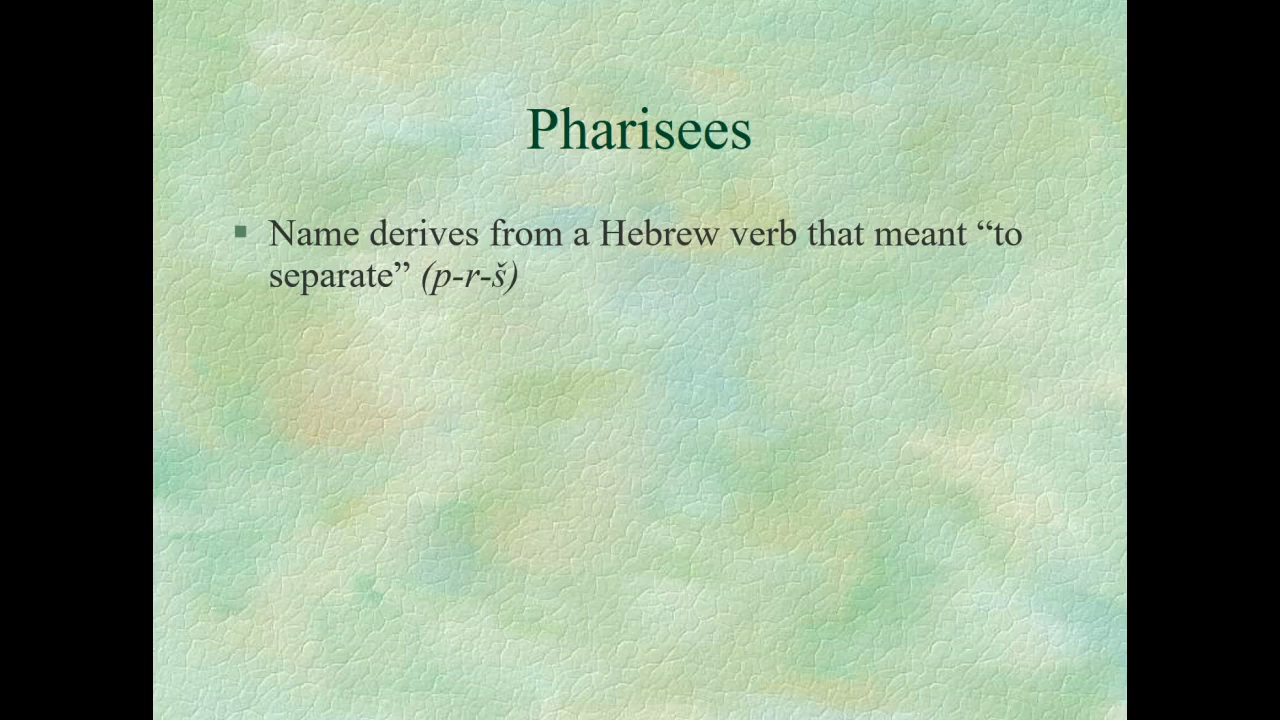 Pharisees
Name derives from a Hebrew verb that meant “to
separate” (p-r-š)